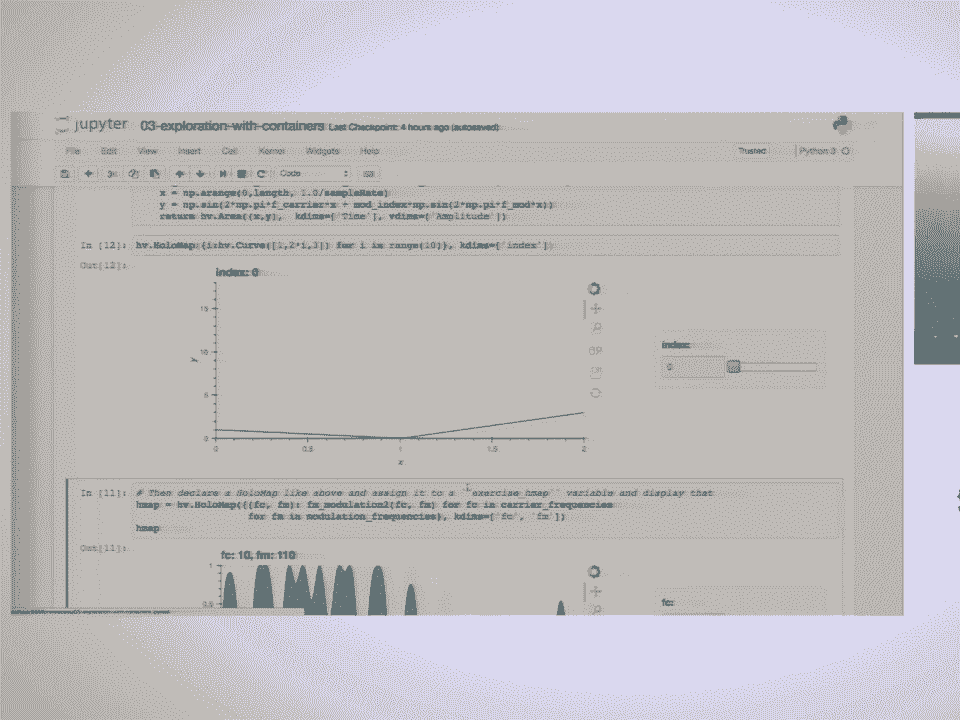 jupyter 03-exploration-with-containers Last Checkpoint: 4 hours ago (autosaved)
File Edit View Insert Cell Kernel Widgets Help Trusted Python 3
Code
x = np.arange(0,length, 1.0/sampleRate)
y = np.sin(2*np.pi*f_carrier*x + mod_index*np.sin(2*np.pi*f_mod*x))
return hv.Area((x,y), kdims=['Time'], vdims=['Amplitude'])
In [12]: hv.HoloMap({i:hv.Curve([1,2*i,3]) for i in range(10)}, kdims=['index'])
Out[12]:
index: 0
15
10
5
0
y
0 0.5 1 1.5 2
x
index:
0
In [11]: # Then declare a HoloMap like above and assign it to a ``exercise_hmap`` variable and display that
hmap = hv.HoloMap({(fc, fm): fm_modulation2(fc, fm) for fc in carrier_frequencies
for fm in modulation_frequencies}, kdims=['fc', 'fm'])
hmap
Out[11]:
fc: 10, fm: 110
1
0.5
fc: